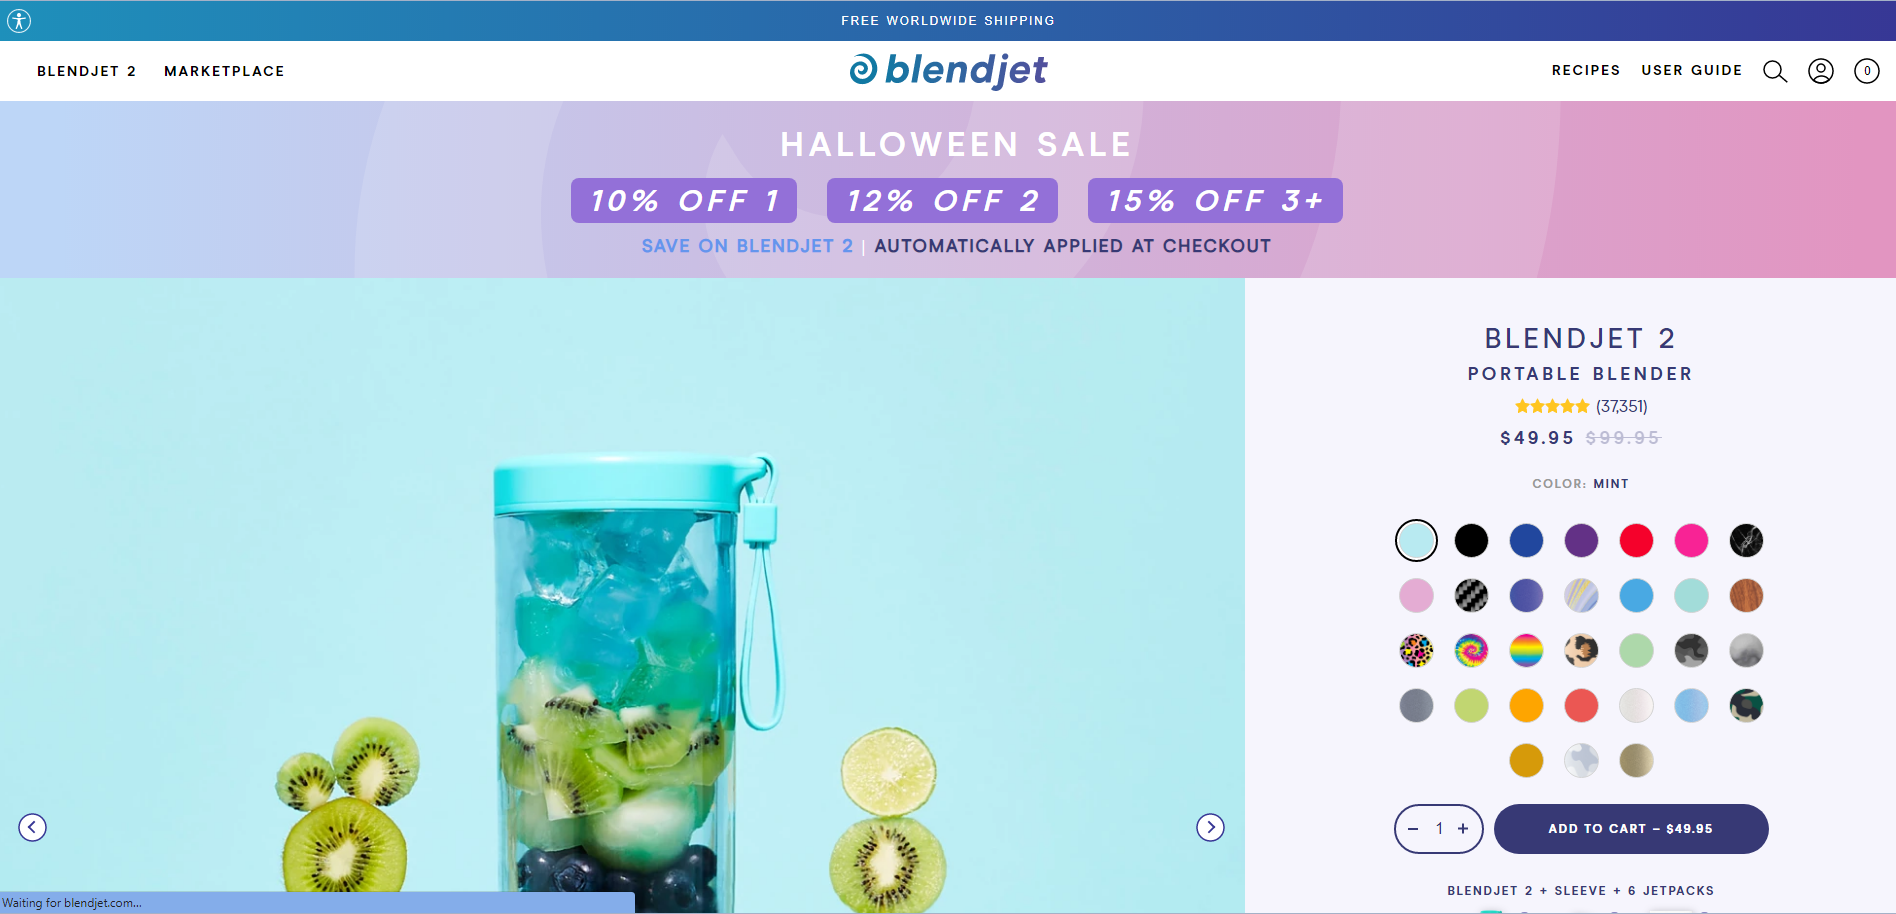 FREE WORLDWIDE SHIPPING
BLENDJET 2 MARKETPLACE
blendjet
RECIPES USER GUIDE 0
HALLOWEEN SALE
10% OFF 1 12% OFF 2 15% OFF 3+
SAVE ON BLENDJET 2 | AUTOMATICALLY APPLIED AT CHECKOUT
BLENDJET 2
PORTABLE BLENDER
(37,351)
$49.95 $99.95
COLOR: MINT
− 1 + ADD TO CART – $49.95
BLENDJET 2 + SLEEVE + 6 JETPACKS
Waiting for blendjet.com...